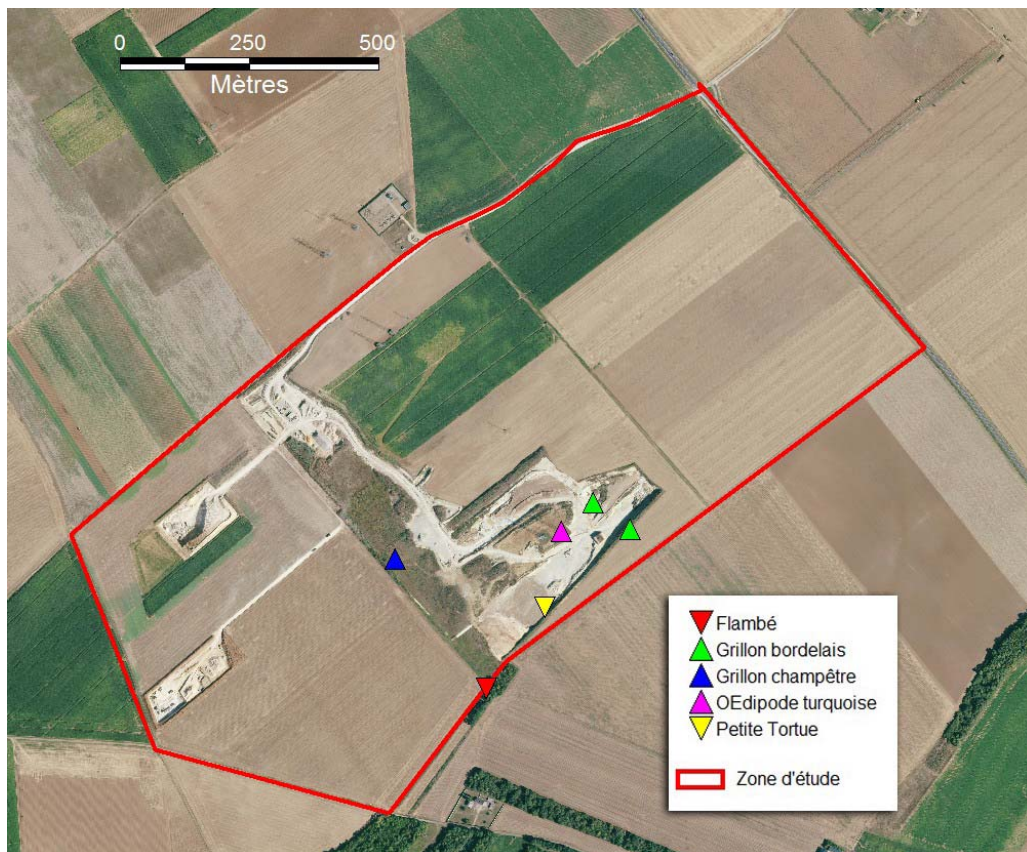 0 250 500
Mètres
Flambé
Grillon bordelais
Grillon champêtre
OEdipode turquoise
Petite Tortue
Zone d'étude